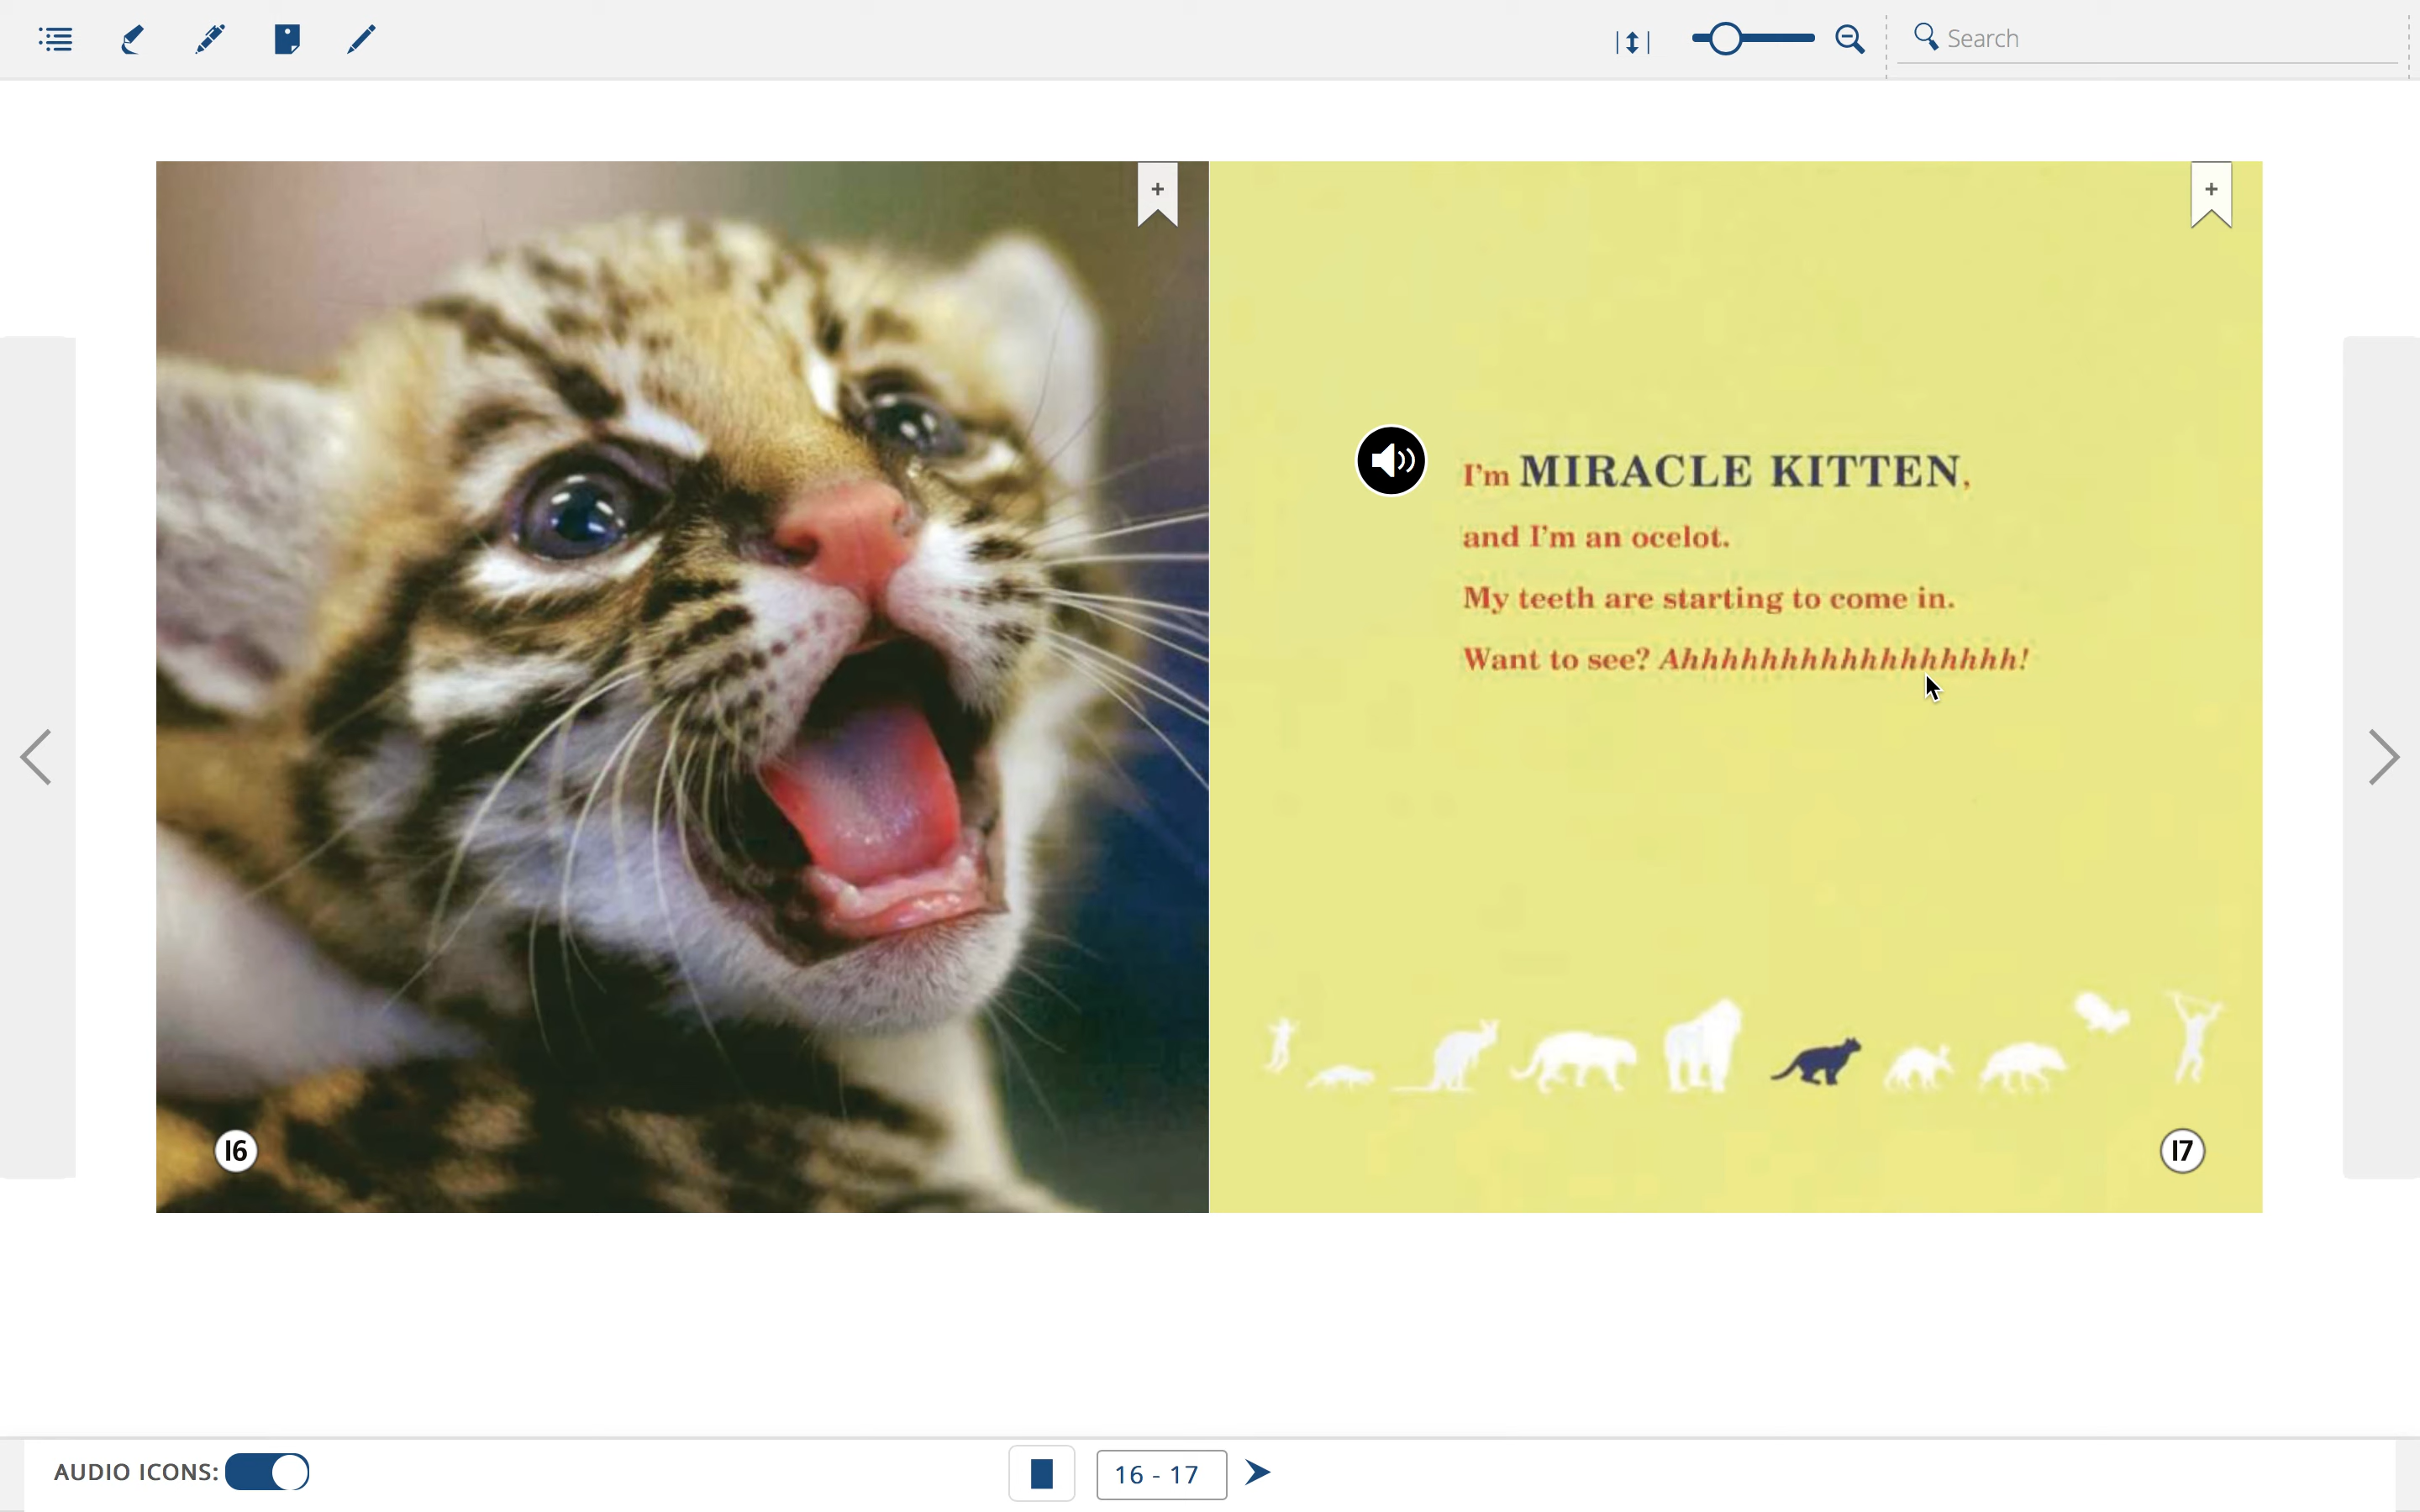 Search
I'm MIRACLE KITTEN,
and I'm an ocelot.
My teeth are starting to come in.
Want to see? Ahhhhhhhhhhhhhhhhhh!
16
17
AUDIO ICONS:
16 - 17